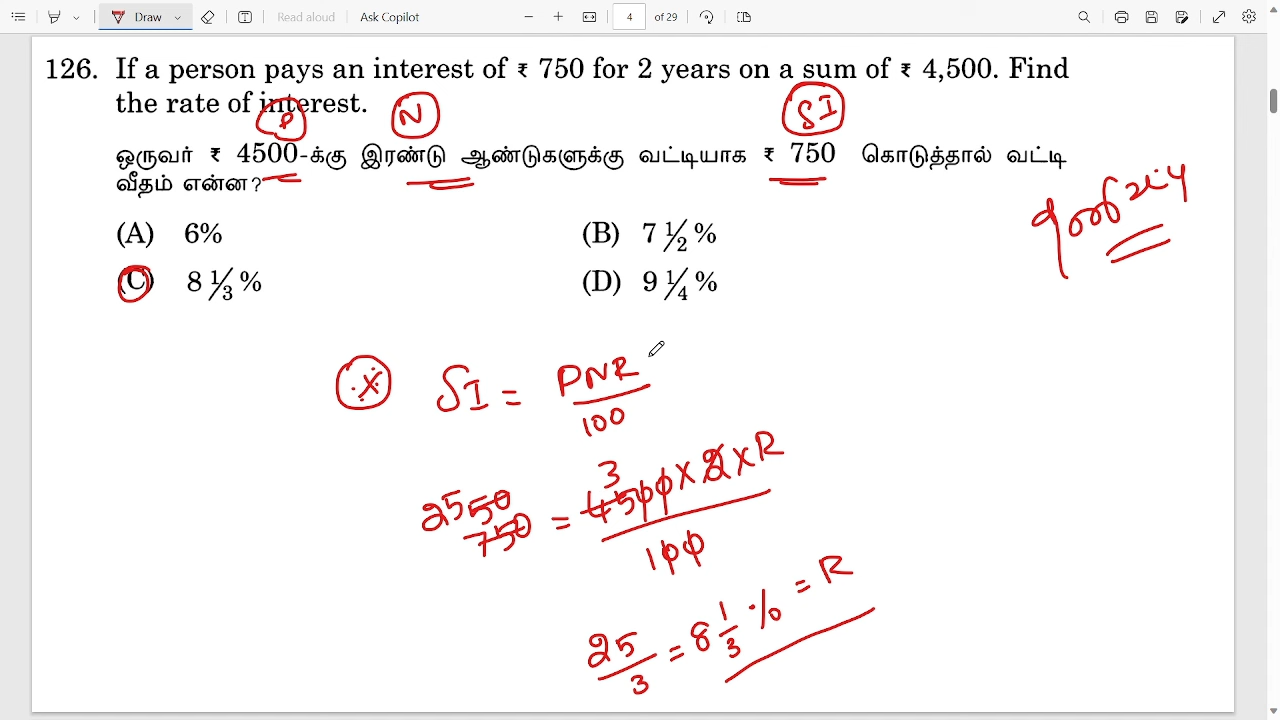 Draw
Read aloud
Ask Copilot
4
of 29
126. If a person pays an interest of ₹ 750 for 2 years on a sum of ₹ 4,500. Find
the rate of interest.
P
N
SI
ஒருவர் ₹ 4500-க்கு இரண்டு ஆண்டுகளுக்கு வட்டியாக ₹ 750 கொடுத்தால் வட்டி
வீதம் என்ன?
(A) 6%
(B) 7 1/2 %
(C) 8 1/3 %
(D) 9 1/4 %
SI = PNR
100
3
25 50
750 = 4500 × 2 × R
100
25/3 = 8 1/3 % = R